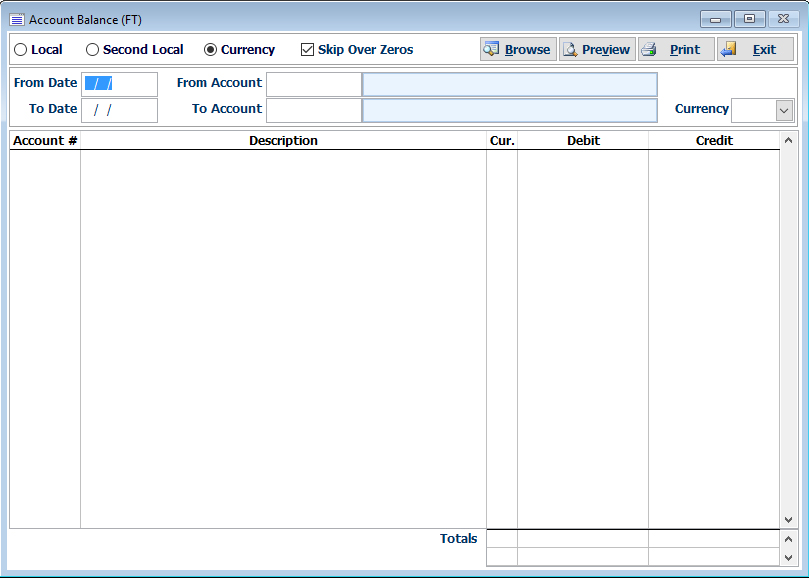 Account Balance (FT)
Local Second Local Currency Skip Over Zeros Browse Preview Print Exit
From Date / / From Account
To Date / / To Account Currency
Account # Description Cur. Debit Credit
Totals